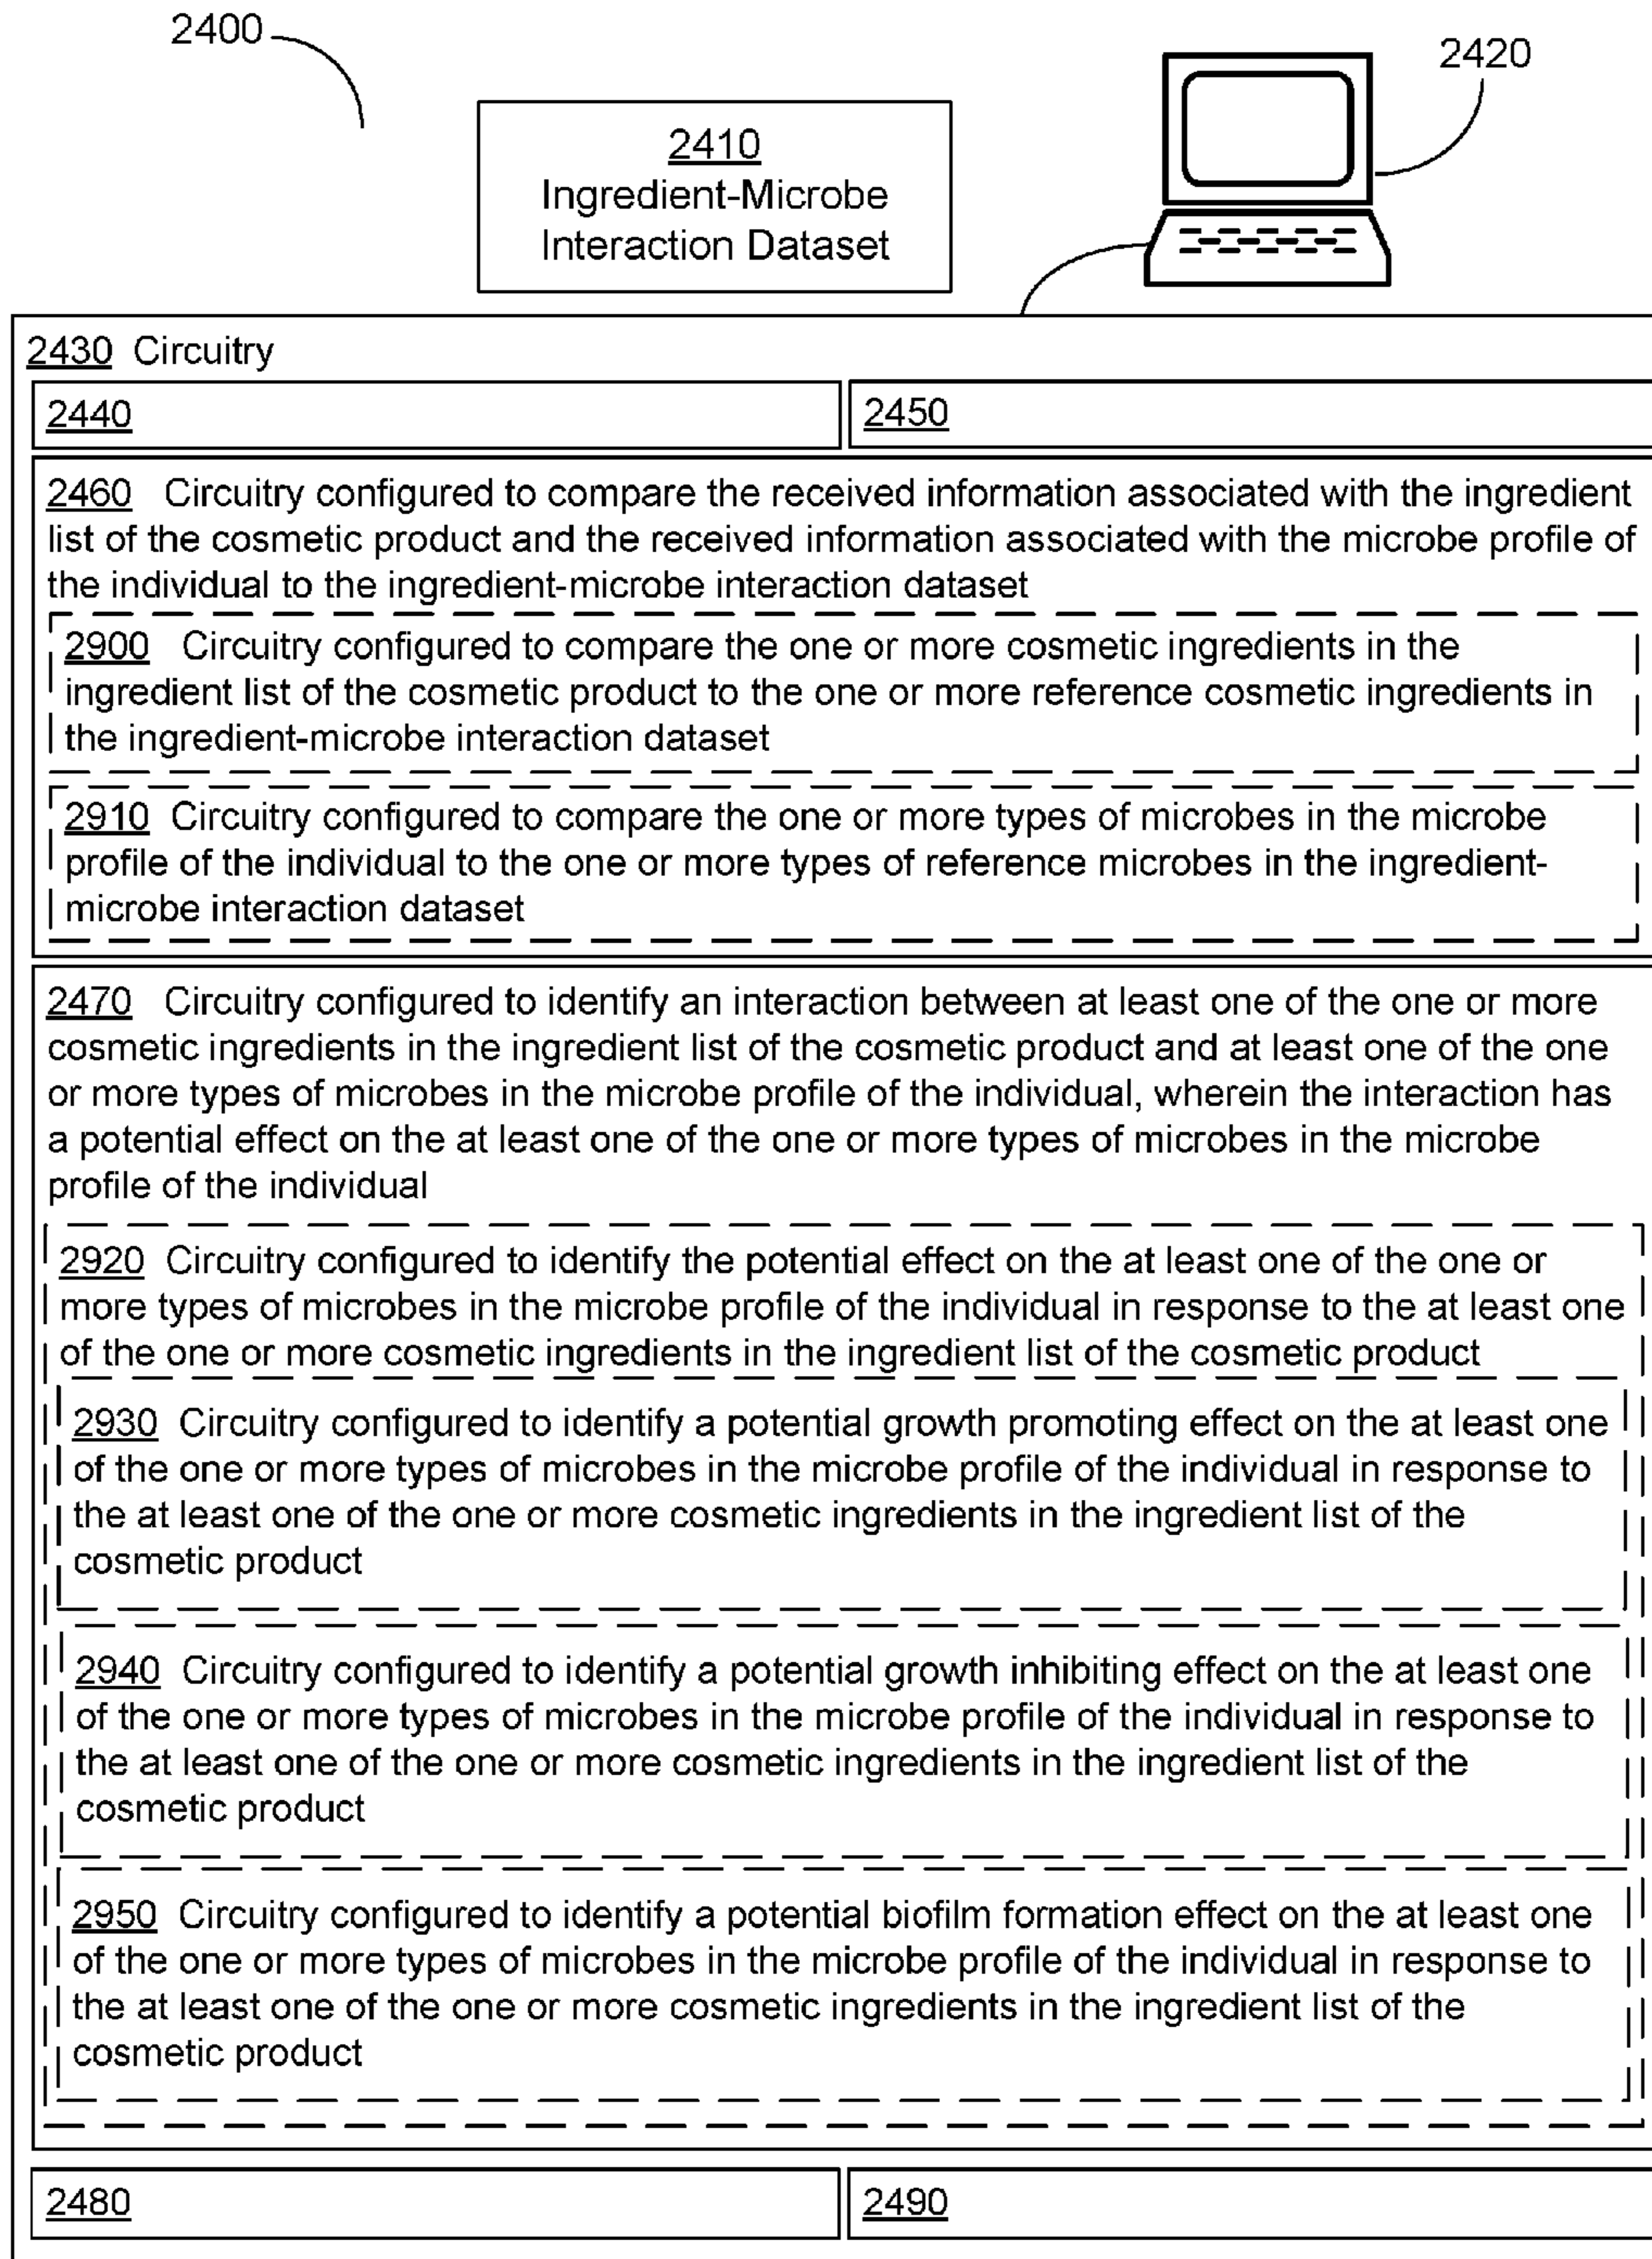 2400
2420
2410
Ingredient-Microbe
Interaction Dataset
2430 Circuitry
2440
2450
2460 Circuitry configured to compare the received information associated with the ingredient
list of the cosmetic product and the received information associated with the microbe profile of
the individual to the ingredient-microbe interaction dataset
2900 Circuitry configured to compare the one or more cosmetic ingredients in the
ingredient list of the cosmetic product to the one or more reference cosmetic ingredients in
the ingredient-microbe interaction dataset
2910 Circuitry configured to compare the one or more types of microbes in the microbe
profile of the individual to the one or more types of reference microbes in the ingredient-
microbe interaction dataset
2470 Circuitry configured to identify an interaction between at least one of the one or more
cosmetic ingredients in the ingredient list of the cosmetic product and at least one of the one
or more types of microbes in the microbe profile of the individual, wherein the interaction has
a potential effect on the at least one of the one or more types of microbes in the microbe
profile of the individual
2920 Circuitry configured to identify the potential effect on the at least one of the one or
more types of microbes in the microbe profile of the individual in response to the at least one
of the one or more cosmetic ingredients in the ingredient list of the cosmetic product
2930 Circuitry configured to identify a potential growth promoting effect on the at least one
of the one or more types of microbes in the microbe profile of the individual in response to
the at least one of the one or more cosmetic ingredients in the ingredient list of the
cosmetic product
2940 Circuitry configured to identify a potential growth inhibiting effect on the at least one
of the one or more types of microbes in the microbe profile of the individual in response to
the at least one of the one or more cosmetic ingredients in the ingredient list of the
cosmetic product
2950 Circuitry configured to identify a potential biofilm formation effect on the at least one
of the one or more types of microbes in the microbe profile of the individual in response to
the at least one of the one or more cosmetic ingredients in the ingredient list of the
cosmetic product
2480
2490